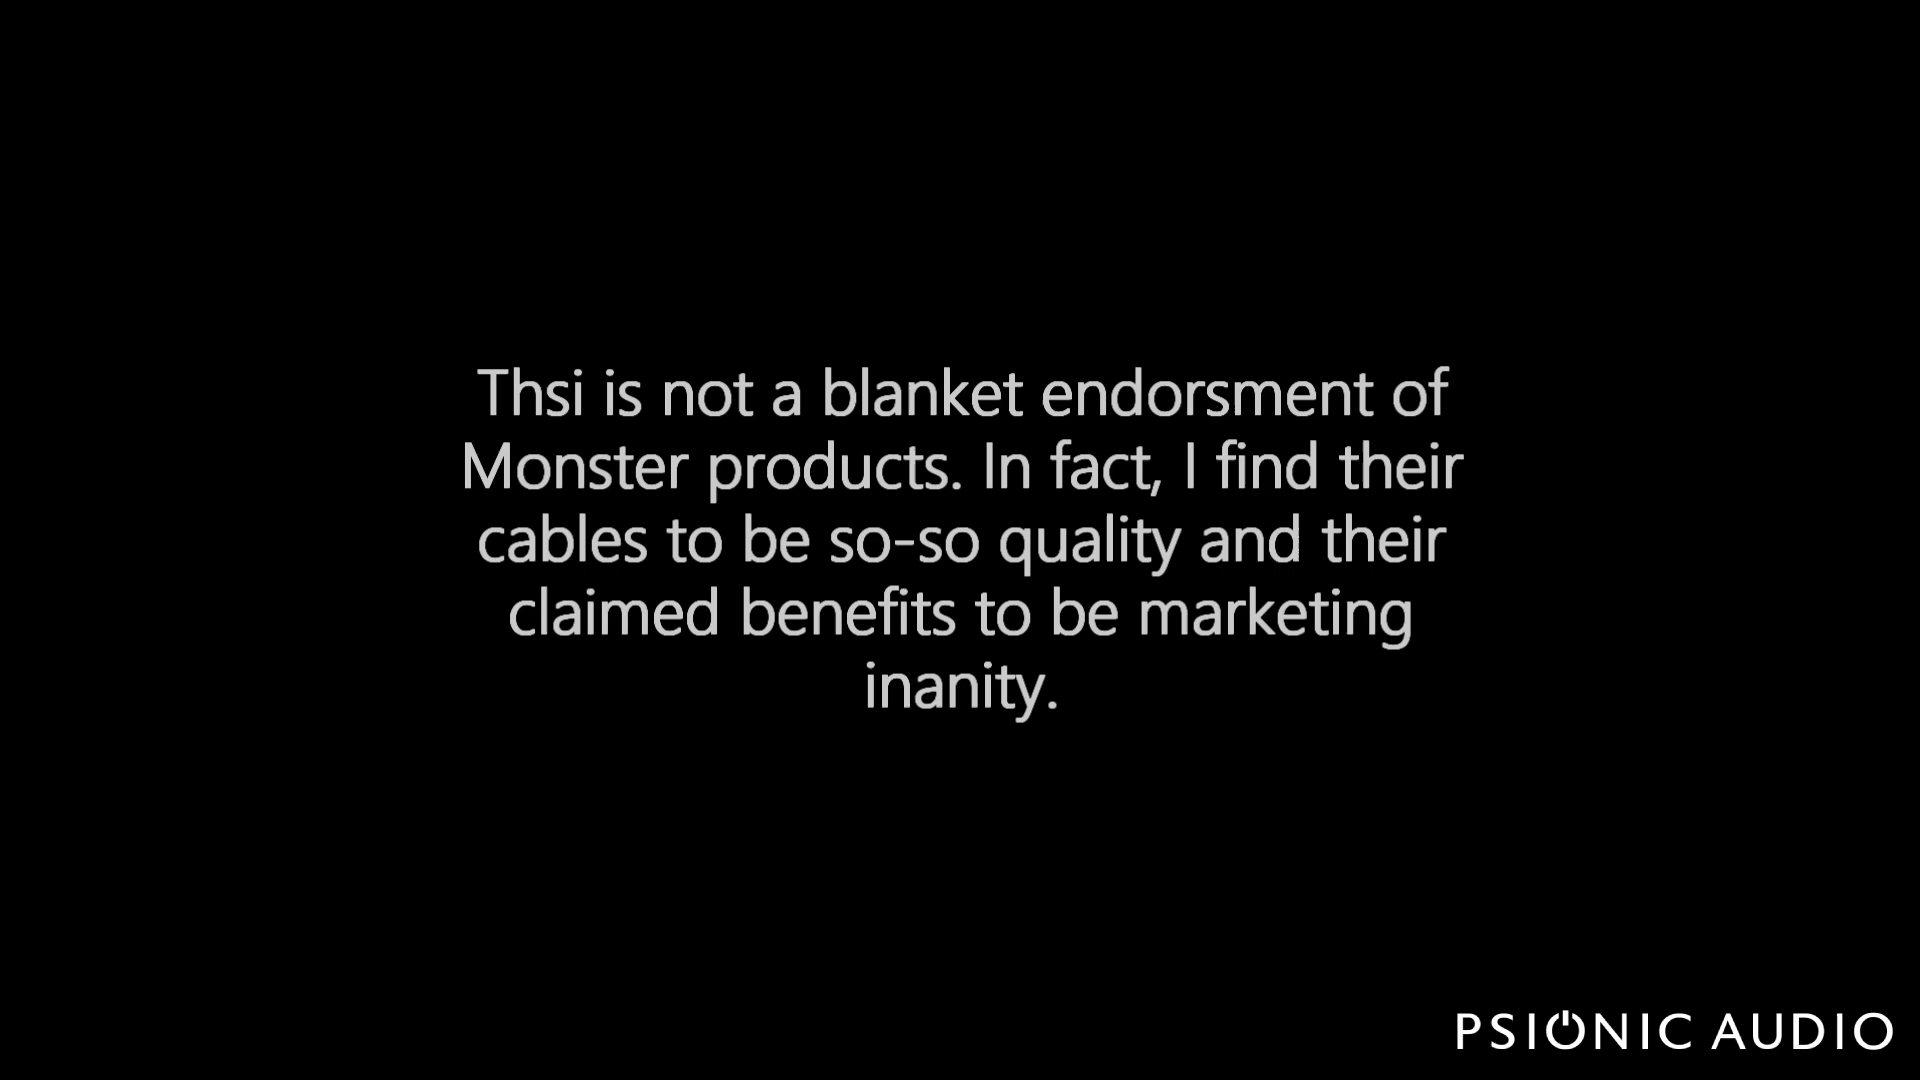 Thsi is not a blanket endorsment of
Monster products. In fact, I find their
cables to be so-so quality and their
claimed benefits to be marketing
inanity.
PSIONIC AUDIO